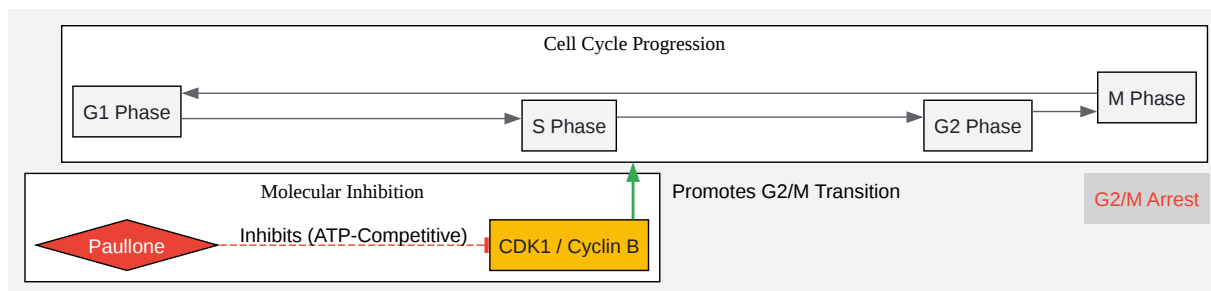 Cell Cycle Progression
G1 Phase
S Phase
G2 Phase
M Phase
Molecular Inhibition
Promotes G2/M Transition
G2/M Arrest
Paullone
Inhibits (ATP-Competitive)
CDK1 / Cyclin B